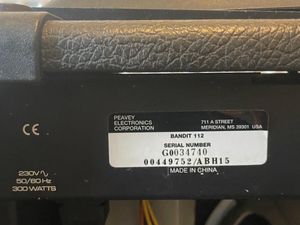 PEAVEY
ELECTRONICS
CORPORATION
711 A STREET
MERIDIAN, MS 39301 USA
BANDIT 112
SERIAL NUMBER
G0034740
00449752/ABH15
MADE IN CHINA
CE
230V ∿
50/60 Hz
300 WATTS